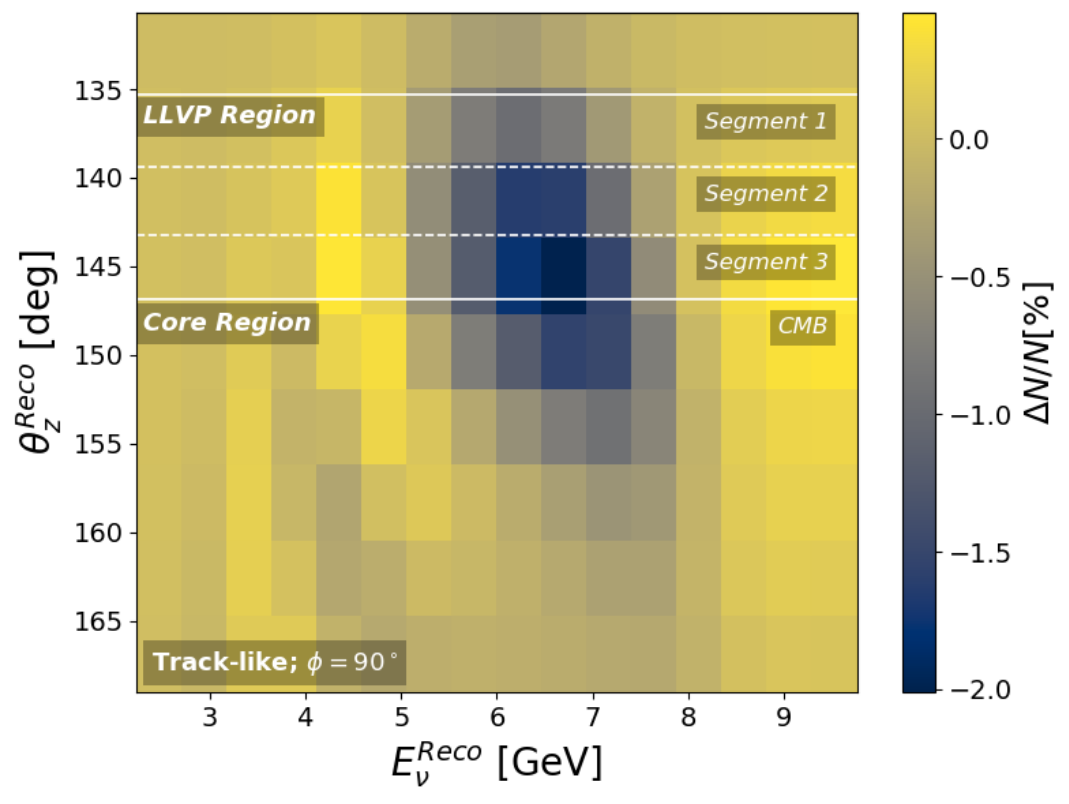 135
140
145
150
155
160
165
θ_z^{Reco} [deg]
LLVP Region
Segment 1
Segment 2
Segment 3
Core Region
CMB
Track-like; ϕ = 90°
3 4 5 6 7 8 9
E_ν^{Reco} [GeV]
0.0
−0.5
−1.0
−1.5
−2.0
ΔN/N[%]